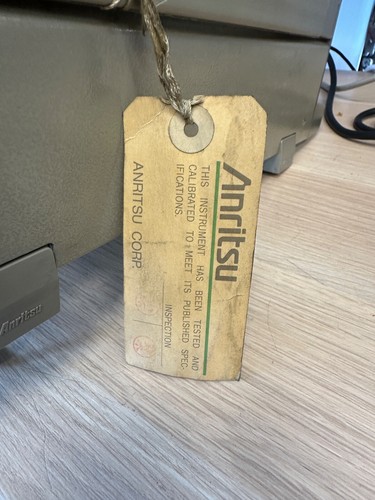 Anritsu
THIS INSTRUMENT HAS BEEN TESTED AND
CALIBRATED TO MEET ITS PUBLISHED SPEC-
IFICATIONS.
INSPECTION
ANRITSU CORP
Anritsu